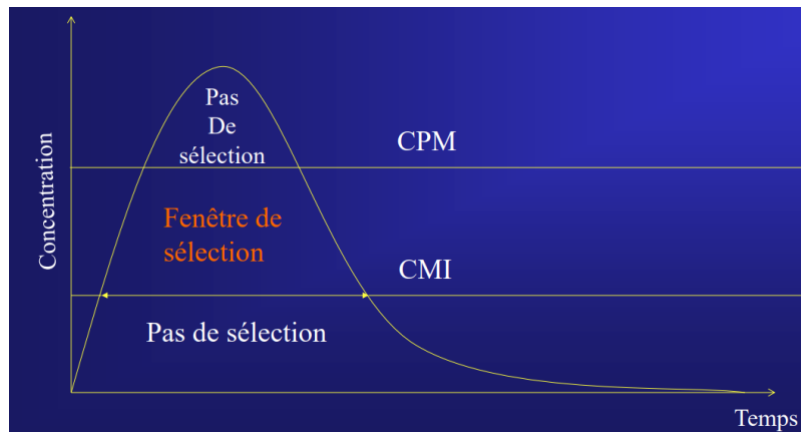 Pas
De
sélection
CPM
Concentration
Fenêtre de
sélection
CMI
Pas de sélection
Temps